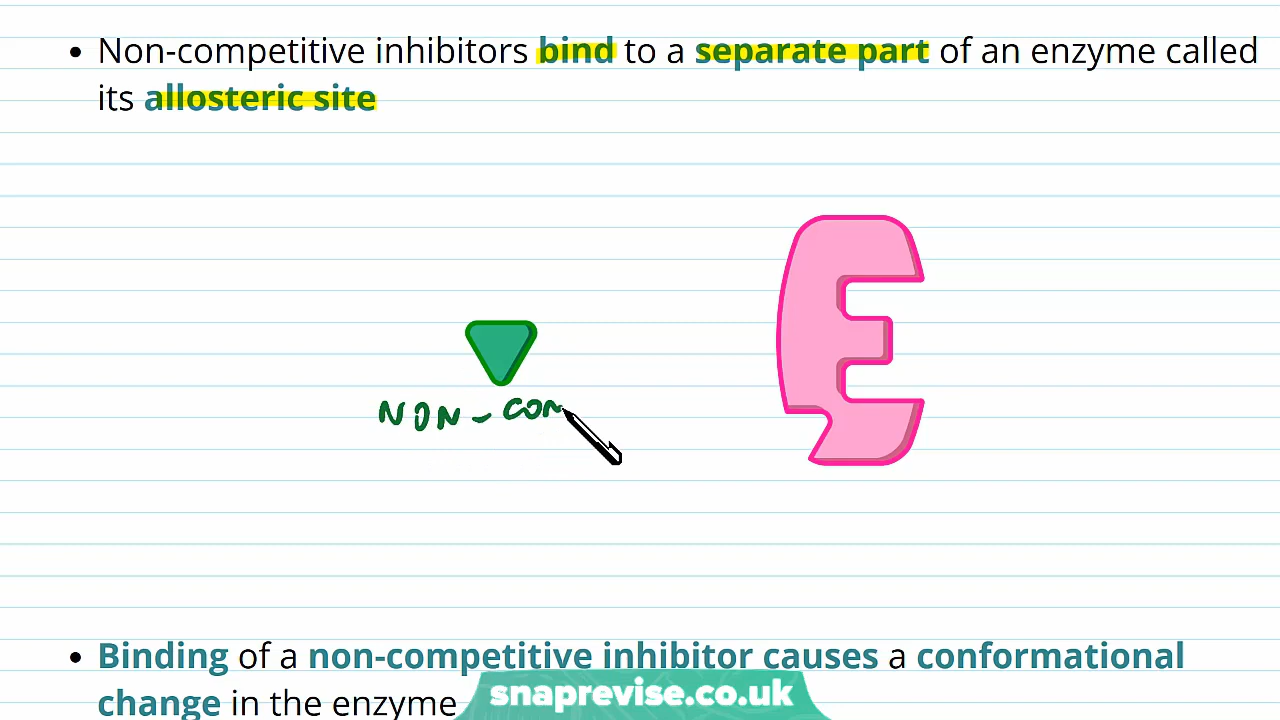 • Non-competitive inhibitors bind to a separate part of an enzyme called
its allosteric site
NON - COM
• Binding of a non-competitive inhibitor causes a conformational
change in the enzyme
snaprevise.co.uk